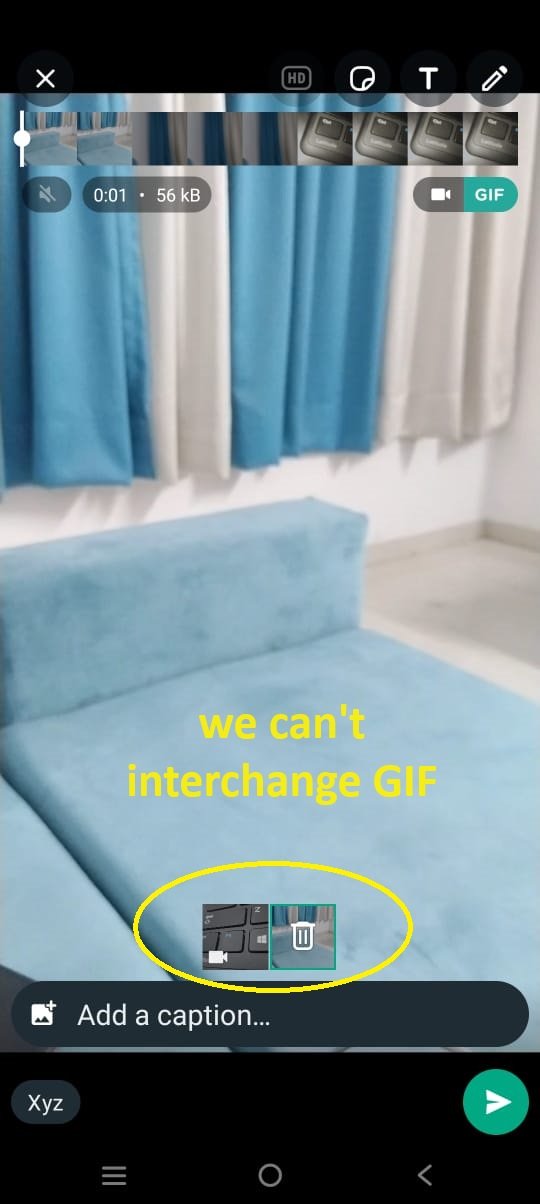 HD
T
0:01 • 56 kB
GIF
we can't
interchange GIF
Add a caption...
Xyz